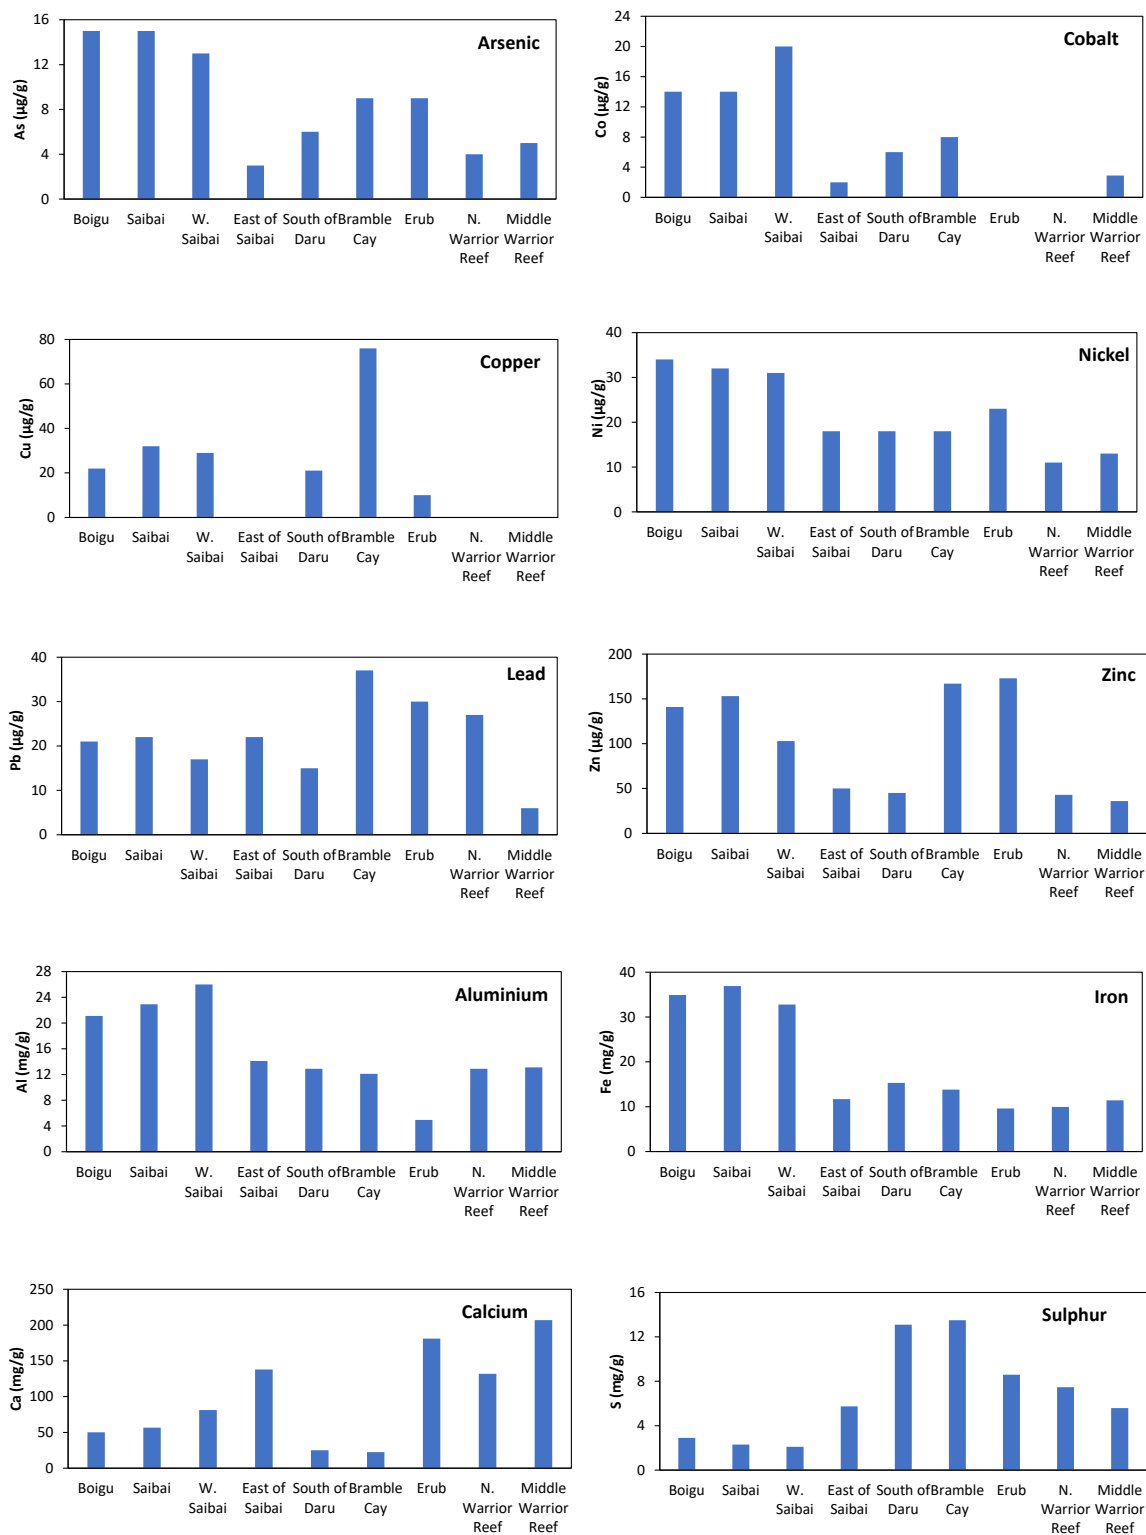 Arsenic
As (µg/g)
16
12
8
4
0
Boigu Saibai W. East of South of Bramble Erub N. Middle
Saibai Saibai Daru Cay Warrior Warrior
Reef Reef
Cobalt
Co (µg/g)
24
20
16
12
8
4
0
Boigu Saibai W. East of South of Bramble Erub N. Middle
Saibai Saibai Daru Cay Warrior Warrior
Reef Reef
Copper
Cu (µg/g)
80
60
40
20
00
Boigu Saibai W. East of South of Bramble Erub N. Middle
Saibai Saibai Daru Cay Warrior Warrior
Reef Reef
Nickel
Ni (µg/g)
40
30
20
10
0
Boigu Saibai W. East of South of Bramble Erub N. Middle
Saibai Saibai Daru Cay Warrior Warrior
Reef Reef
Lead
Pb (µg/g)
40
30
20
10
0
Boigu Saibai W. East of South of Bramble Erub N. Middle
Saibai Saibai Daru Cay Warrior Warrior
Reef Reef
Zinc
Zn (µg/g)
200
150
100
50
0
Boigu Saibai W. East of South of Bramble Erub N. Middle
Saibai Saibai Daru Cay Warrior Warrior
Reef Reef
Aluminium
Al (mg/g)
28
24
20
16
12
8
4
0
Boigu Saibai W. East of South of Bramble Erub N. Middle
Saibai Saibai Daru Cay Warrior Warrior
Reef Reef
Iron
Fe (mg/g)
40
30
20
10
0
Boigu Saibai W. East of South of Bramble Erub N. Middle
Saibai Saibai Daru Cay Warrior Warrior
Reef Reef
Calcium
Ca (mg/g)
250
200
150
100
50
0
Boigu Saibai W. East of South of Bramble Erub N. Middle
Saibai Saibai Daru Cay Warrior Warrior
Reef Reef
Sulphur
S (mg/g)
16
12
8
4
0
Boigu Saibai W. East of South of Bramble Erub N. Middle
Saibai Saibai Daru Cay Warrior Warrior
Reef Reef